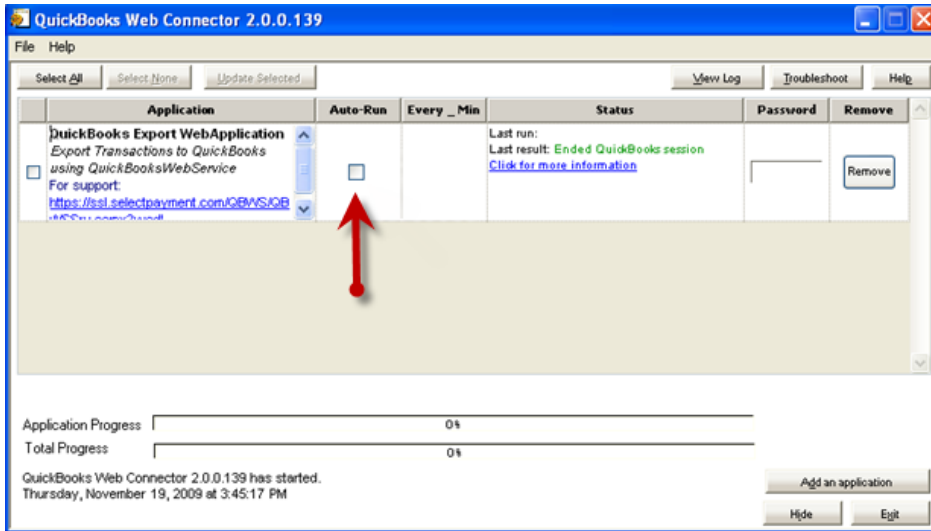 QuickBooks Web Connector 2.0.0.139
File Help
Select All Select None Update Selected View Log Troubleshoot Help
Application Auto-Run Every _ Min Status Password Remove
QuickBooks Export WebApplication
Export Transactions to QuickBooks
using QuickBooksWebService
For support:
https://ssl.selectpayment.com/QBWS/QB
Last run:
Last result: Ended QuickBooks session
Click for more information
Remove
Application Progress 0%
Total Progress 0%
QuickBooks Web Connector 2.0.0.139 has started.
Thursday, November 19, 2009 at 3:45:17 PM
Add an application
Hide Exit